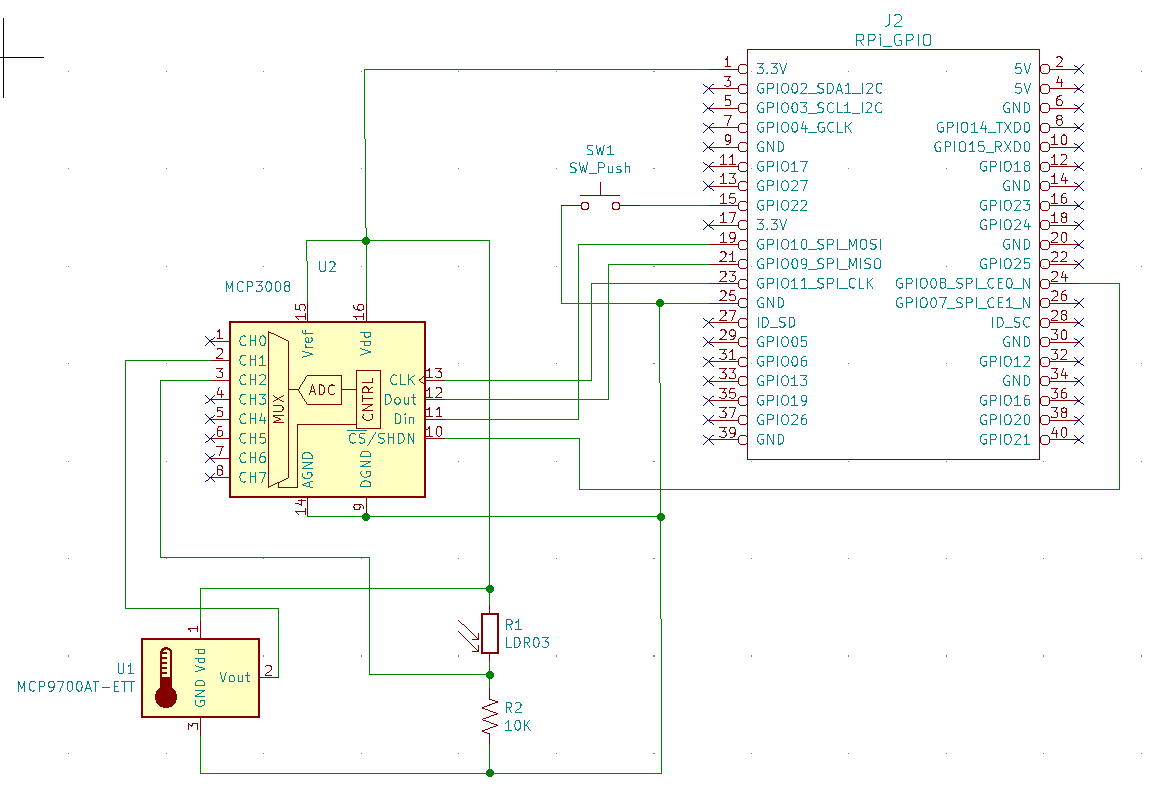 J2
RPi_GPIO
1 3.3V 5V 2
3 GPIO02_SDA1_I2C 5V 4
5 GPIO03_SCL1_I2C GND 6
7 GPIO04_GCLK GPIO14_TXD0 8
9 GND GPIO15_RXD0 10
11 GPIO17 GPIO18 12
13 GPIO27 GND 14
15 GPIO22 GPIO23 16
17 3.3V GPIO24 18
19 GPIO10_SPI_MOSI GND 20
21 GPIO09_SPI_MISO GPIO25 22
23 GPIO11_SPI_CLK GPIO08_SPI_CE0_N 24
25 GND GPIO07_SPI_CE1_N 26
27 ID_SD ID_SC 28
29 GPIO05 GND 30
31 GPIO06 GPIO12 32
33 GPIO13 GND 34
35 GPIO19 GPIO16 36
37 GPIO26 GPIO20 38
39 GND GPIO21 40
SW1
SW_Push
U2
MCP3008
15 16
Vref Vdd
1 CH0
2 CH1
3 CH2
4 CH3
5 CH4
6 CH5
7 CH6
8 CH7
MUX
ADC
CNTRL
CLK 13
Dout 12
Din 11
CS/SHDN 10
AGND DGND
14 9
R1
LDR03
R2
10K
U1
MCP9700AT-ETT
1
Vdd
GND
Vout 2
3